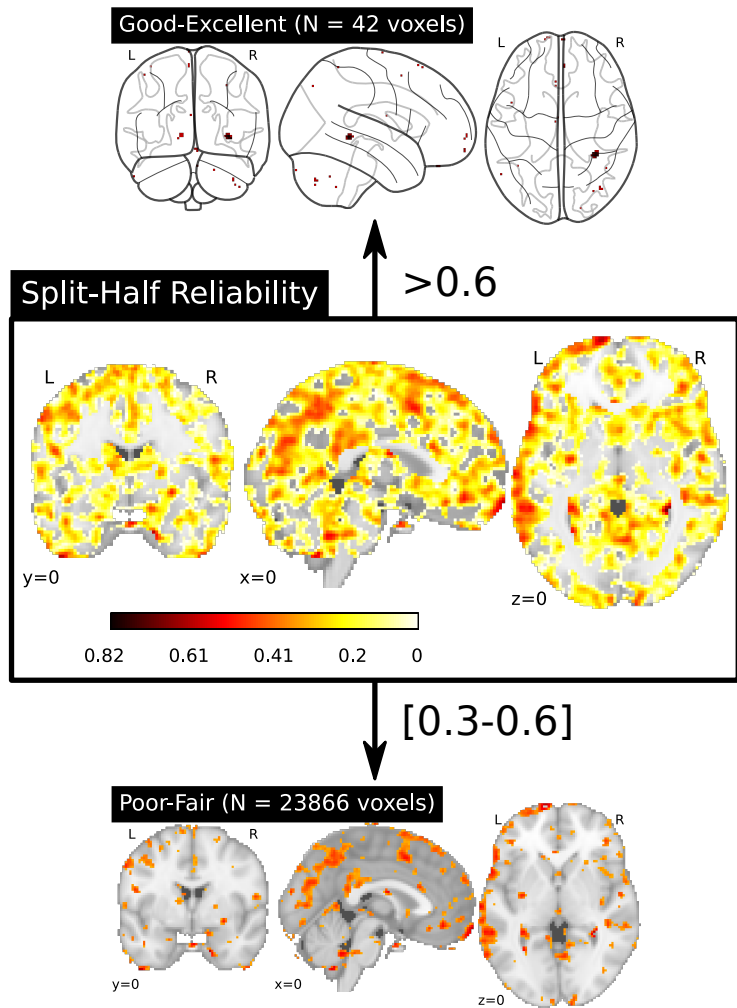 Good-Excellent (N = 42 voxels)
L R L R
>0.6
Split-Half Reliability
L R L R
y=0 x=0 z=0
0.82 0.61 0.41 0.2 0
[0.3-0.6]
Poor-Fair (N = 23866 voxels)
L R L R
y=0 x=0 z=0